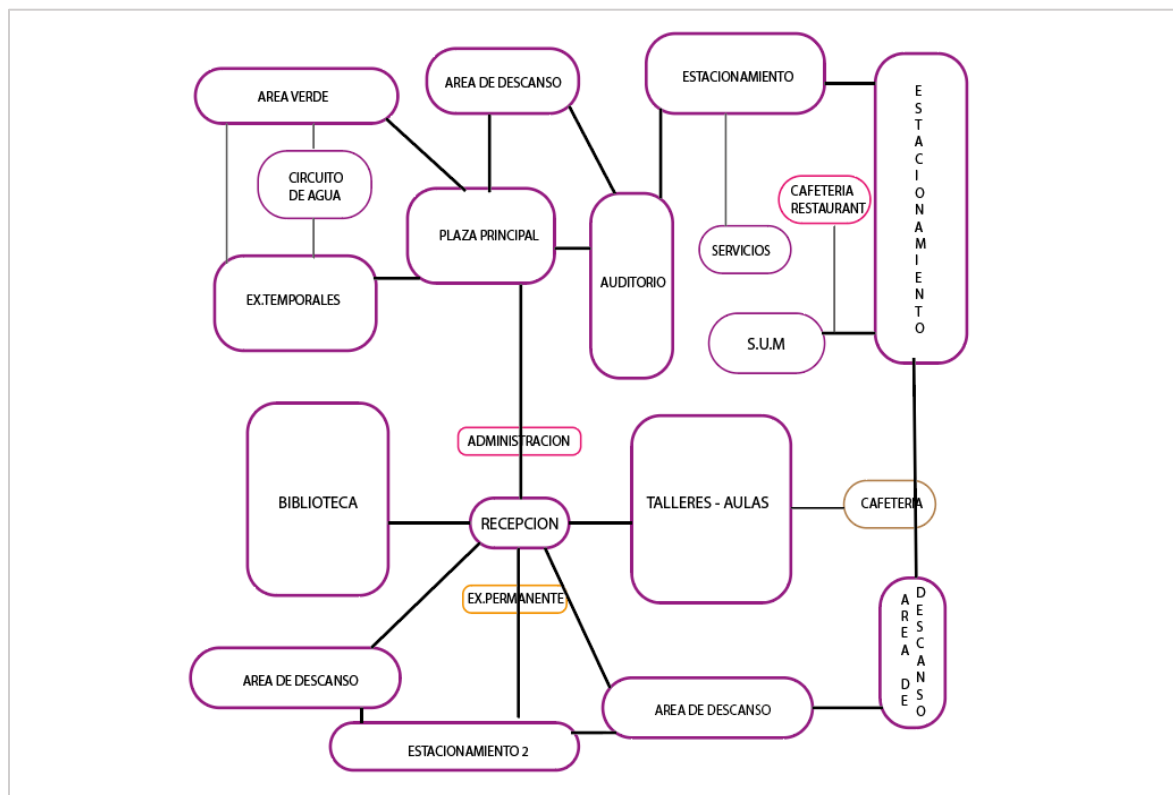 AREA VERDE
AREA DE DESCANSO
ESTACIONAMIENTO
ESTACIONAMIENTO
CIRCUITO
DE AGUA
CAFETERIA
RESTAURANT
PLAZA PRINCIPAL
SERVICIOS
AUDITORIO
EX.TEMPORALES
S.U.M
ADMINISTRACION
BIBLIOTECA
RECEPCION
TALLERES - AULAS
CAFETERIA
EX.PERMANENTE
AREA DE
DESCANSO
AREA DE DESCANSO
AREA DE DESCANSO
ESTACIONAMIENTO 2